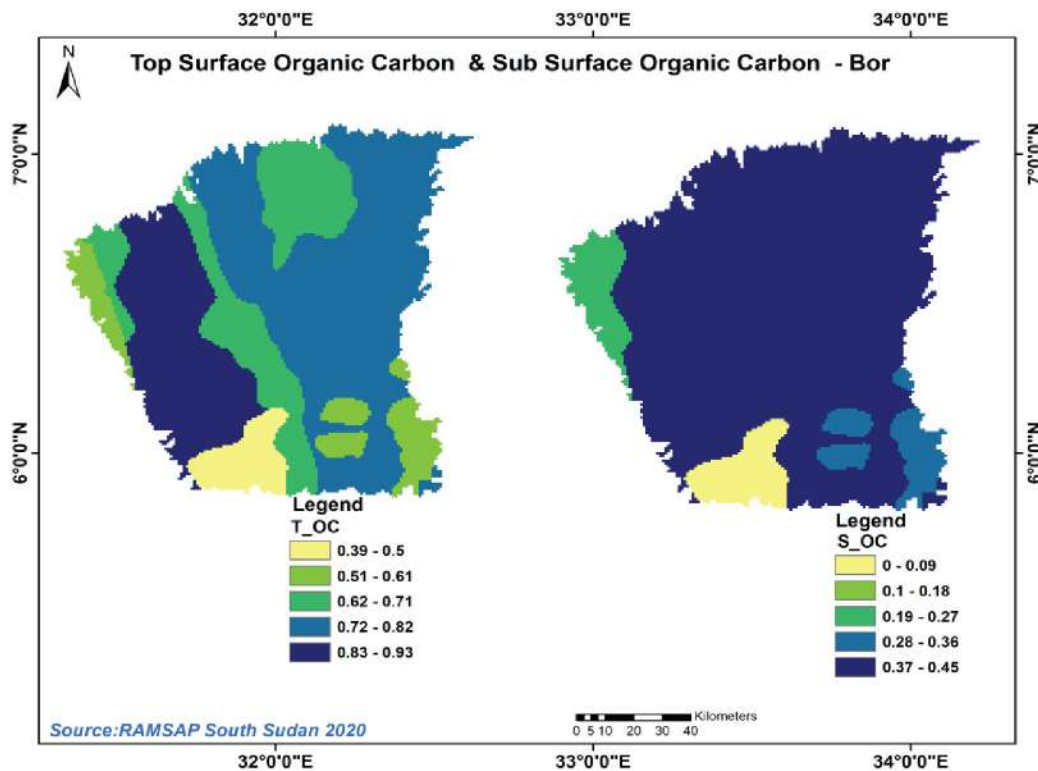 32°0'0"E 33°0'0"E 34°0'0"E
N
Top Surface Organic Carbon & Sub Surface Organic Carbon - Bor
7°0'0"N 7°0'0"N
6°0'0"N 6°0'0"N
Legend
T_OC
0.39 - 0.5
0.51 - 0.61
0.62 - 0.71
0.72 - 0.82
0.83 - 0.93
Legend
S_OC
0 - 0.09
0.1 - 0.18
0.19 - 0.27
0.28 - 0.36
0.37 - 0.45
Source:RAMSAP South Sudan 2020
Kilometers
0 5 10 20 30 40
32°0'0"E 33°0'0"E 34°0'0"E